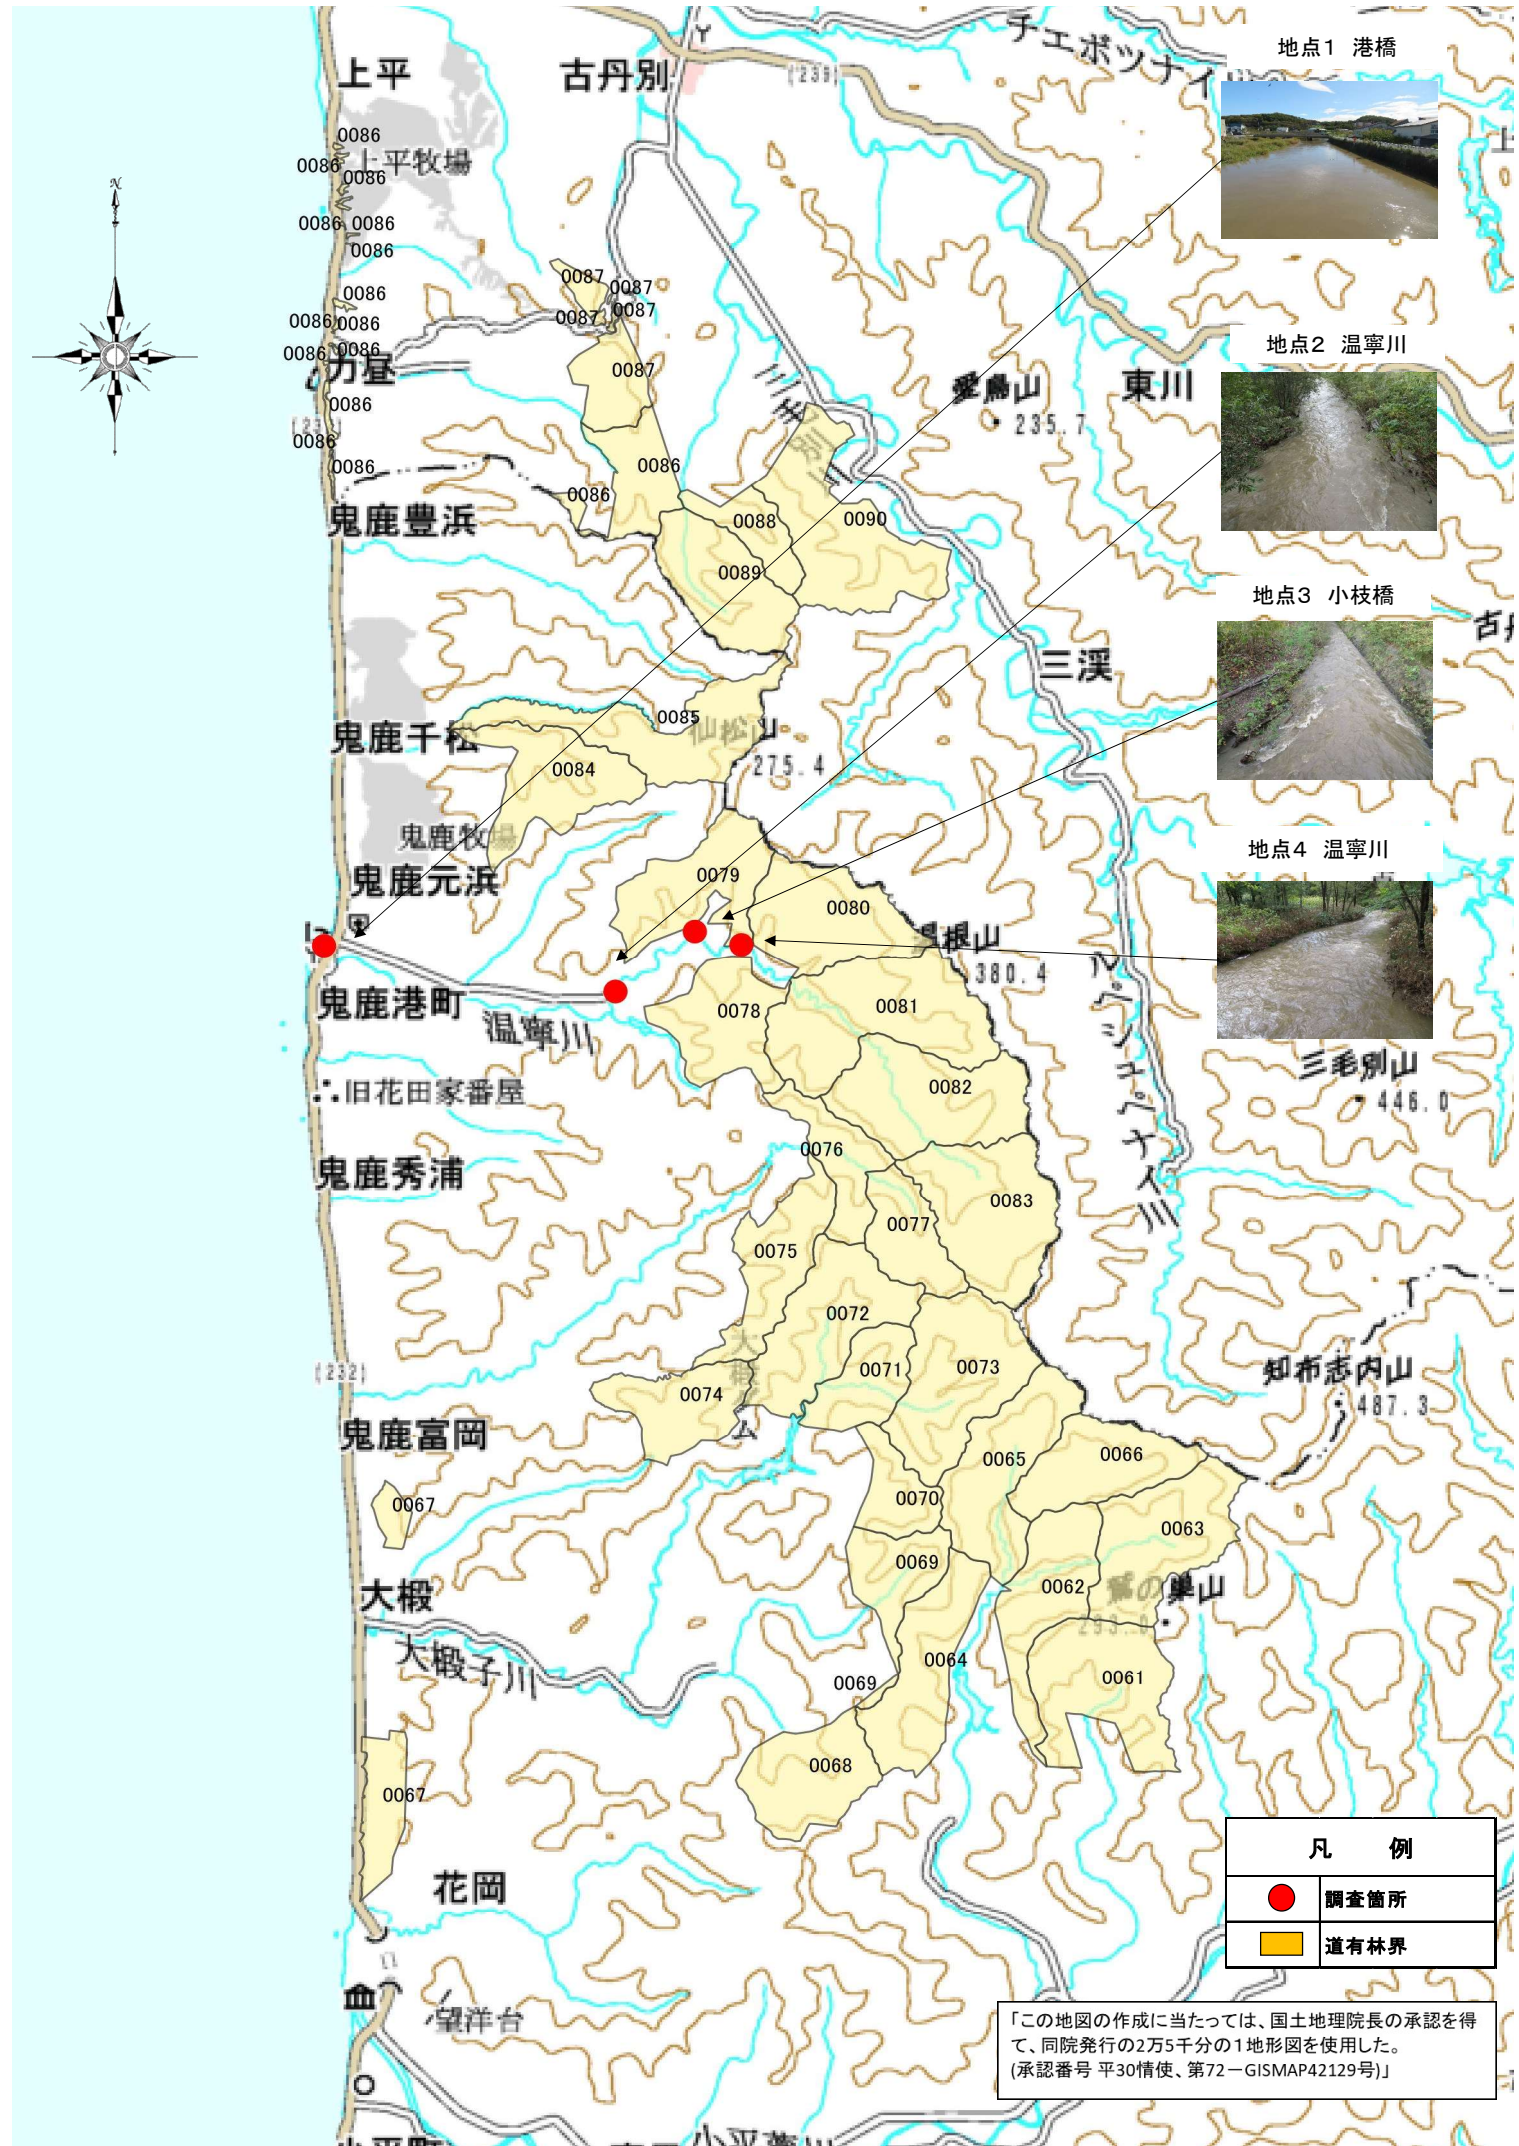 チエポツナイ
地点1 港橋
上平
古丹別
(239)
0086
上平牧場
0086
0086
0086 0086
0086
0087
0087
0086
0087
0087
0086
0086
地点2 温寧川
0086
0086
力昼
0087
愛鳥山
235.7
東川
0086
0086
0086
0086
0086
鬼鹿豊浜
0088
0090
0089
地点3 小枝橋
三渓
0085
仙松山
鬼鹿千松
275.4
0084
鬼鹿牧場
地点4 温寧川
鬼鹿元浜
0079
0080
温根山
380.4
鬼鹿港町
0078
0081
温寧川
三毛別山
446.0
旧花田家番屋
0082
0076
鬼鹿秀浦
0083
0077
0075
0072
(232)
0071
0073
知布志内山
487.3
0074
鬼鹿富岡
0065
0066
0067
0070
0063
0069
0062
大椴
鷲の巣山
大椴子川
0064
0069
0061
0068
0067
凡 例
調査箇所
道有林界
花岡
望洋台
「この地図の作成に当たっては、国土地理院長の承認を得
て、同院発行の2万5千分の1地形図を使用した。
(承認番号 平30情使、第72－GISMAP42129号)」